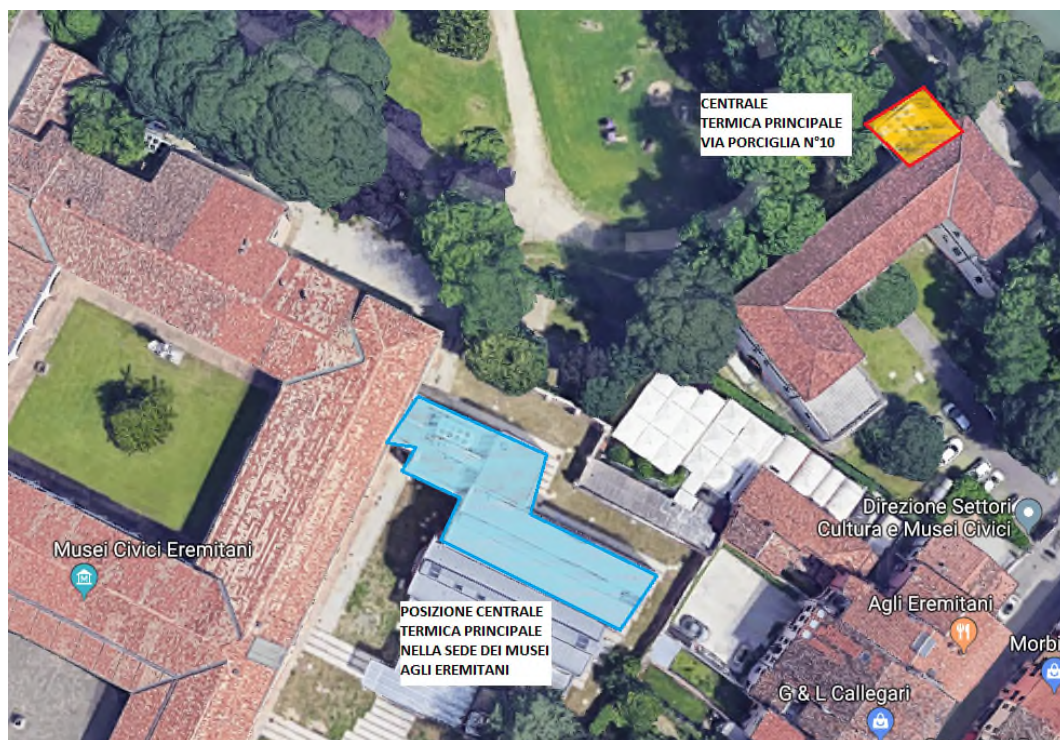 CENTRALE
TERMICA PRINCIPALE
VIA PORCIGLIA N°10
Direzione Settori
Cultura e Musei Civici
Musei Civici Eremitani
Agli Eremitani
POSIZIONE CENTRALE
TERMICA PRINCIPALE
NELLA SEDE DEI MUSEI
AGLI EREMITANI
Morbi
G & L Callegari